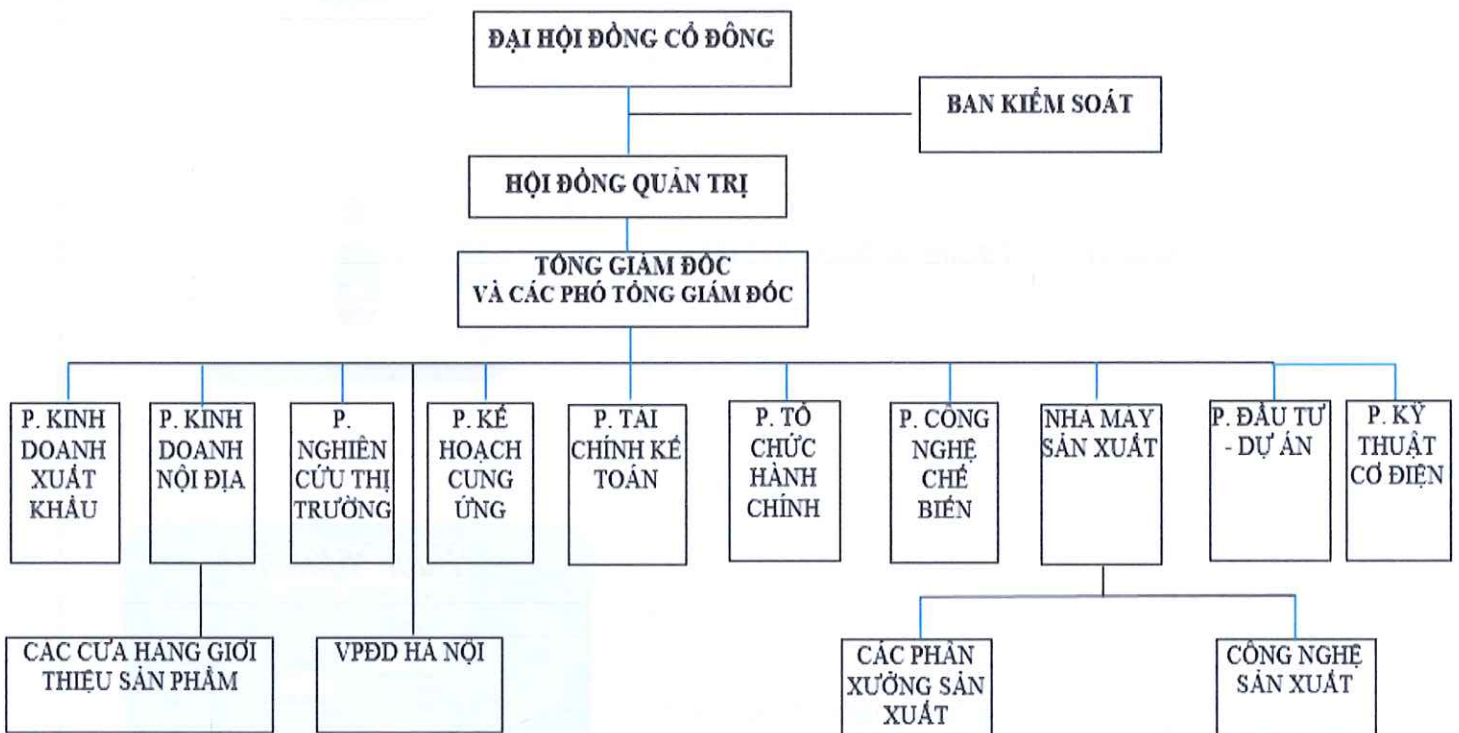 ĐẠI HỘI ĐỒNG CỔ ĐÔNG
BAN KIỂM SOÁT
HỘI ĐỒNG QUẢN TRỊ
TỔNG GIÁM ĐỐC
VÀ CÁC PHÓ TỔNG GIÁM ĐỐC
P. KINH
DOANH
XUẤT
KHẨU
P. KINH
DOANH
NỘI ĐỊA
P.
NGHIÊN
CỨU THỊ
TRƯỜNG
P. KẾ
HOẠCH
CUNG
ỨNG
P. TÀI
CHÍNH KẾ
TOÁN
P. TỔ
CHỨC
HÀNH
CHÍNH
P. CÔNG
NGHỆ
CHẾ
BIẾN
NHÀ MÁY
SẢN XUẤT
P. ĐẦU TƯ
- DỰ ÁN
P. KỸ
THUẬT
CƠ ĐIỆN
CÁC CỬA HÀNG GIỚI
THIỆU SẢN PHẨM
VPĐD HÀ NỘI
CÁC PHÂN
XƯỞNG SẢN
XUẤT
CÔNG NGHỆ
SẢN XUẤT